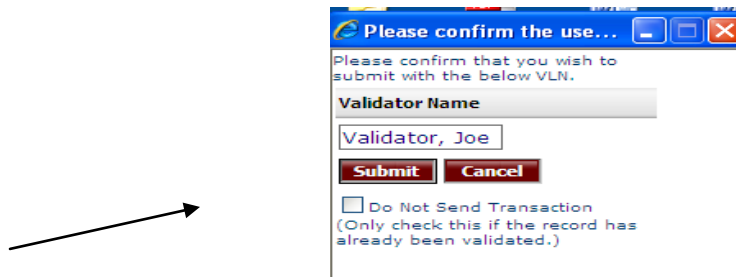 Please confirm the use...
Please confirm that you wish to
submit with the below VLN.
Validator Name
Validator, Joe
Submit Cancel
Do Not Send Transaction
(Only check this if the record has
already been validated.)